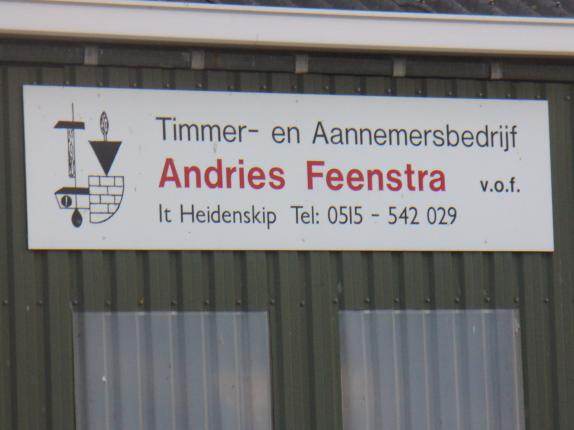 Timmer- en Aannemersbedrijf
Andries Feenstra v.o.f.
It Heidenskip Tel: 0515 - 542 029